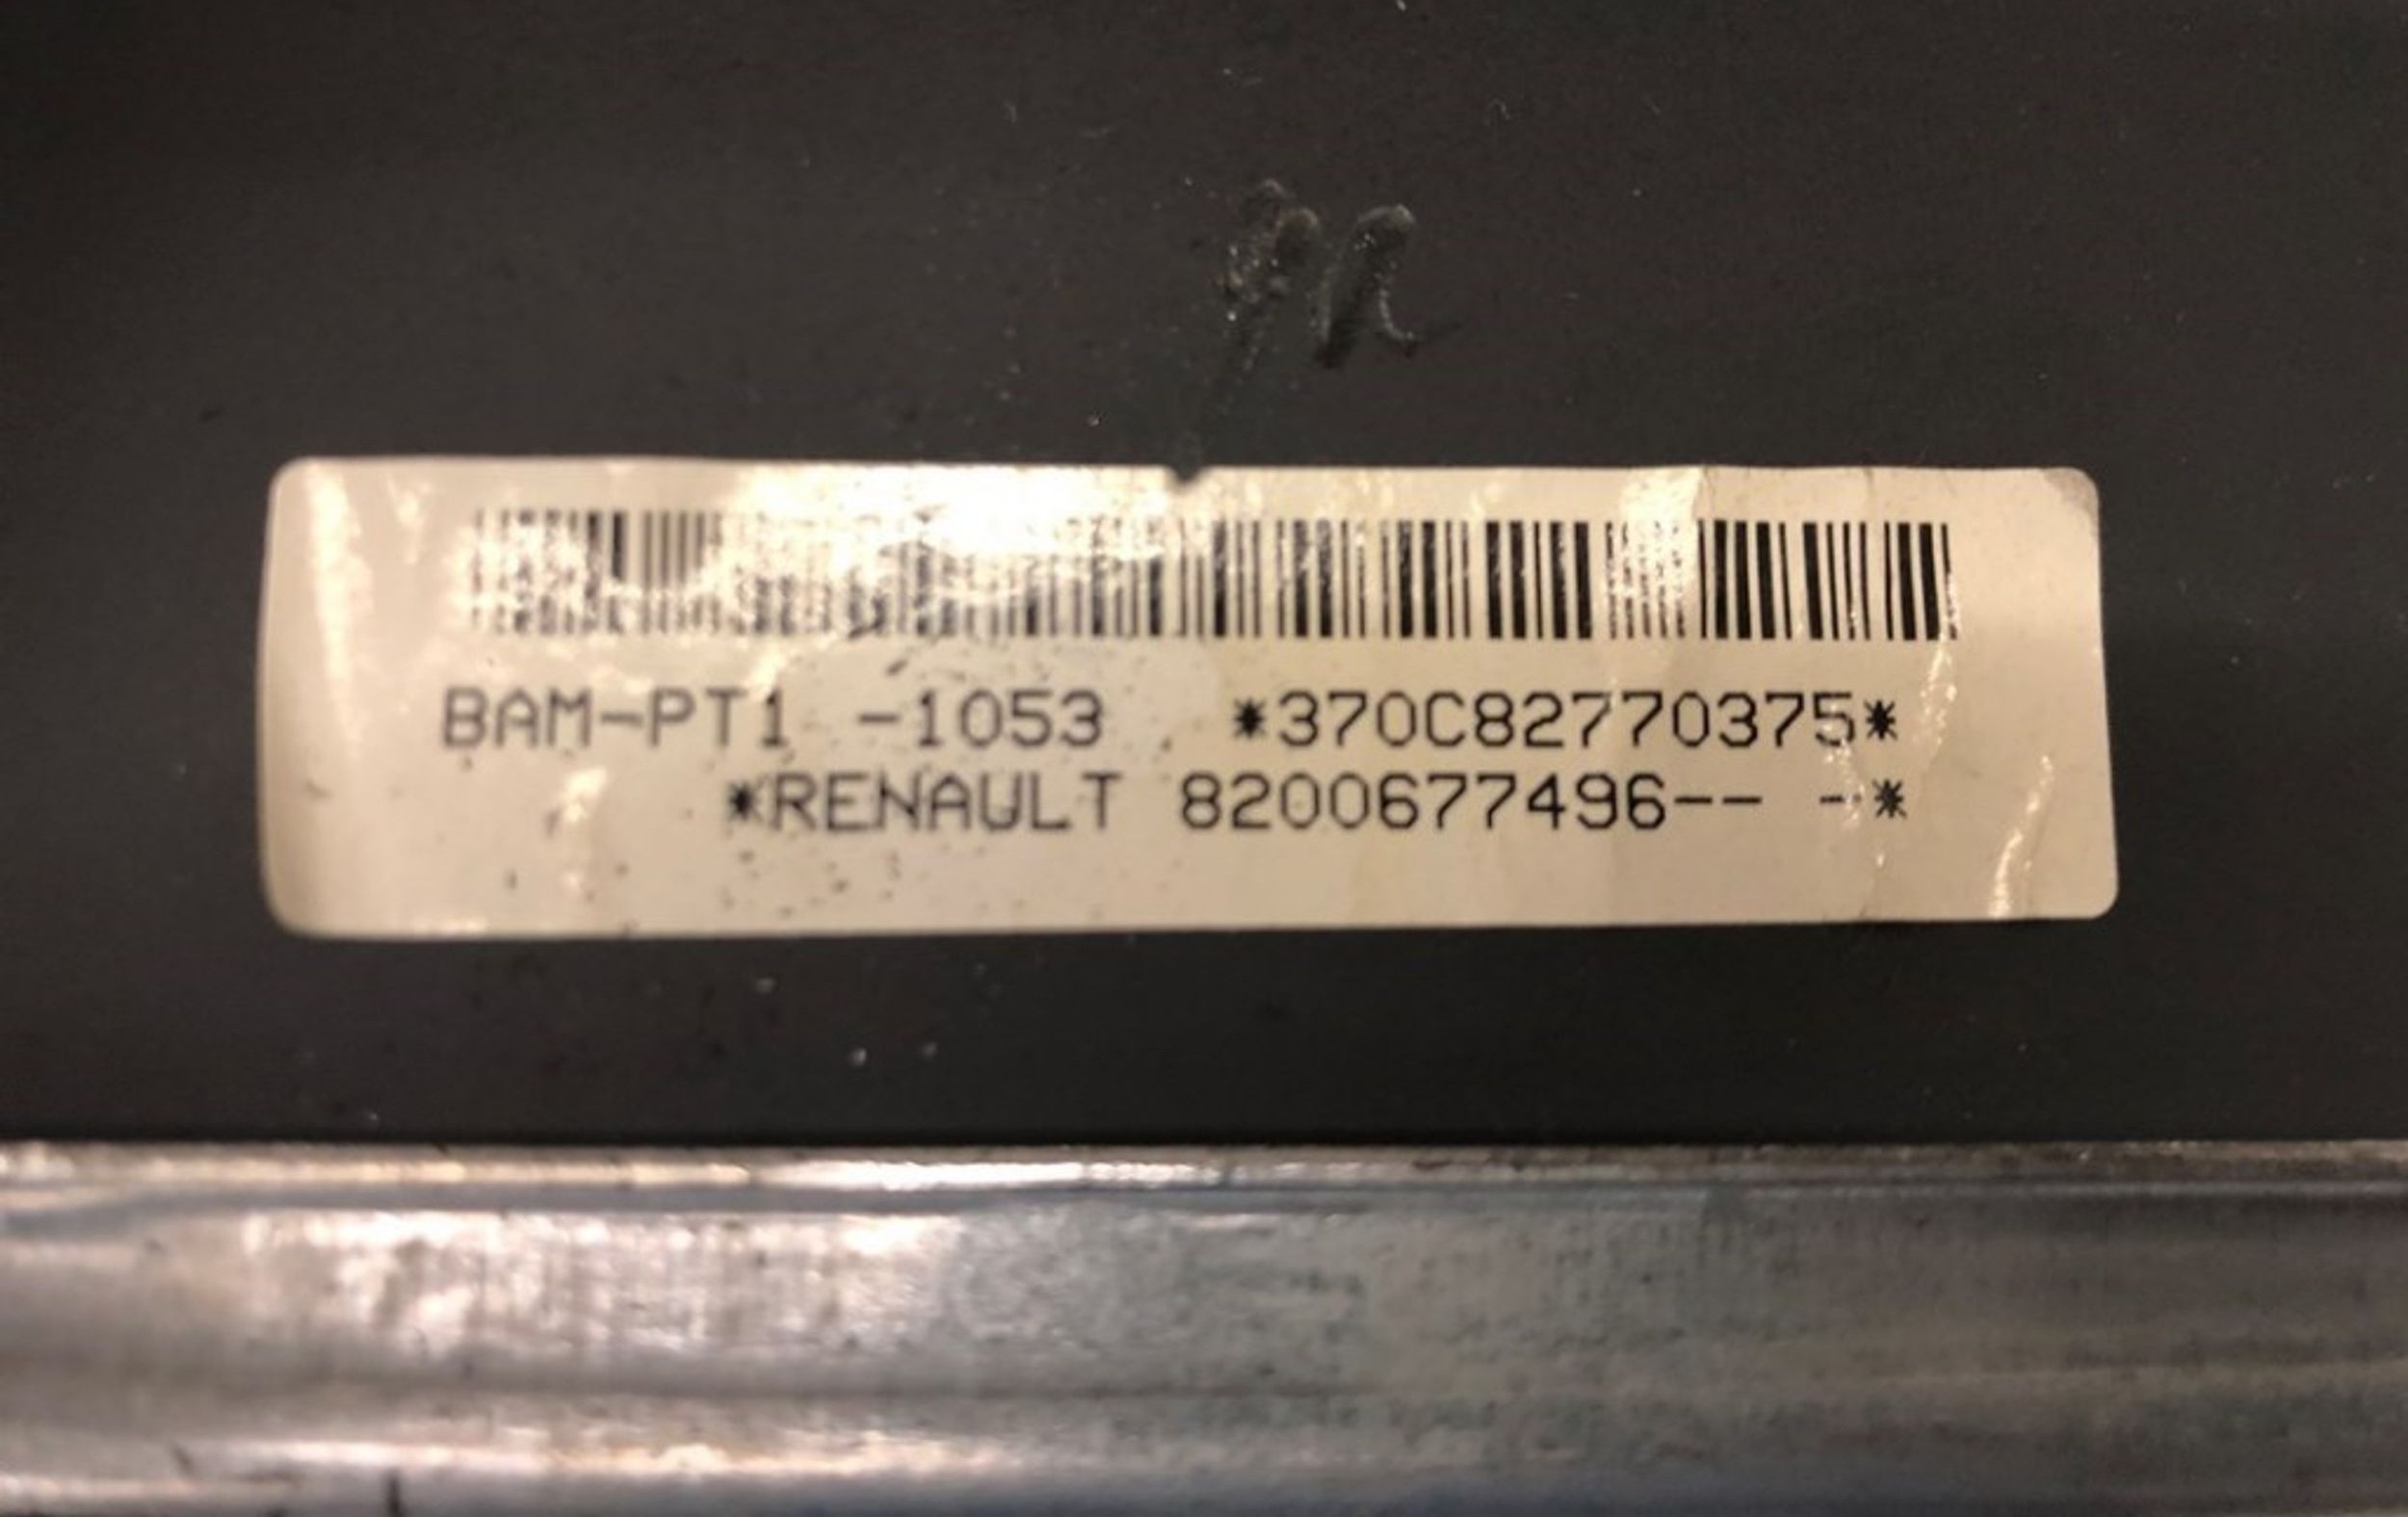 BAM-PT1 -1053 *370C82770375*
*RENAULT 8200677496-- -*